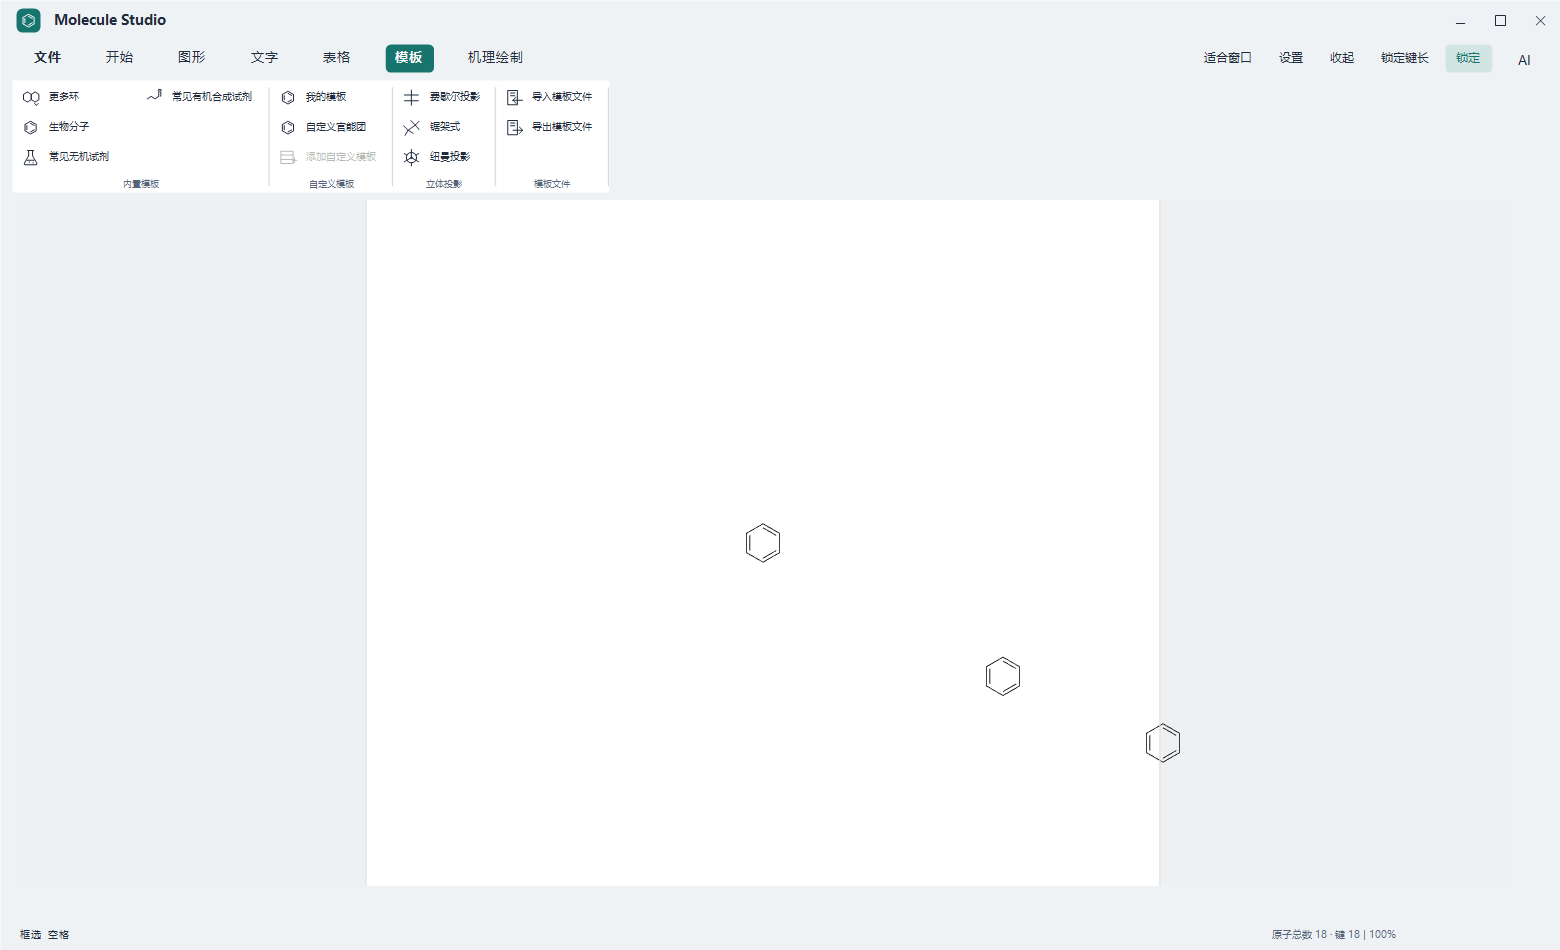 Molecule Studio
文件 开始 图形 文字 表格 模板 机理绘制 适合窗口 设置 收起 锁定键长 锁定 AI
更多环 常见有机合成试剂 我的模板 费歇尔投影 导入模板文件
生物分子 自定义官能团 锯架式 导出模板文件
常见无机试剂 添加自定义模板 纽曼投影
内置模板 自定义模板 立体投影 模板文件
框选 空格 原子总数 18 · 键 18 | 100%